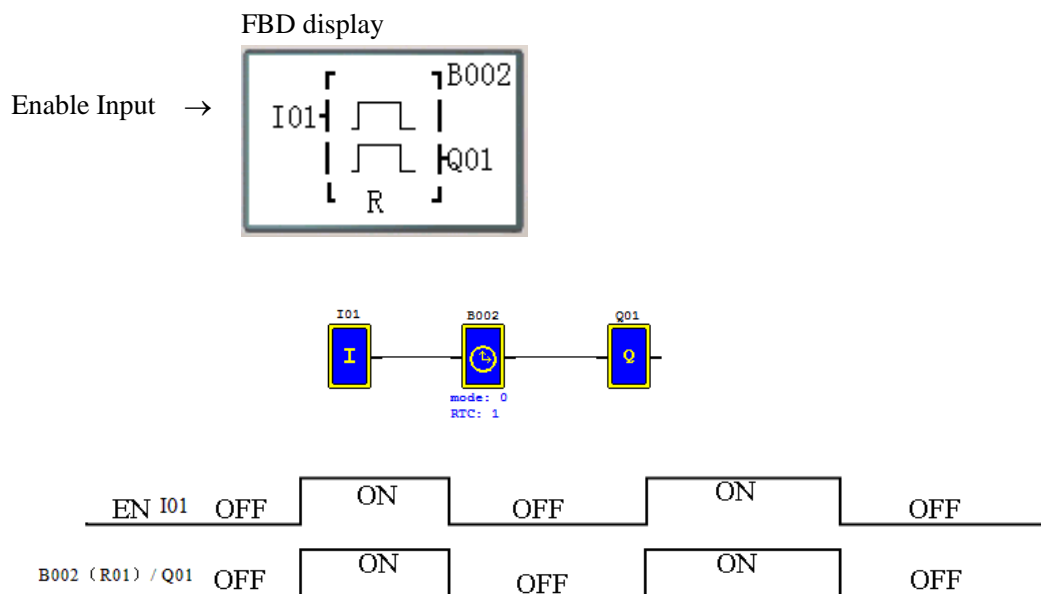 FBD display
B002
Enable Input →
I01
Q01
R
I01 B002 Q01
I Q
mode: 0
RTC: 1
EN I01 OFF ON OFF ON OFF
B002（R01）/Q01 OFF ON OFF ON OFF